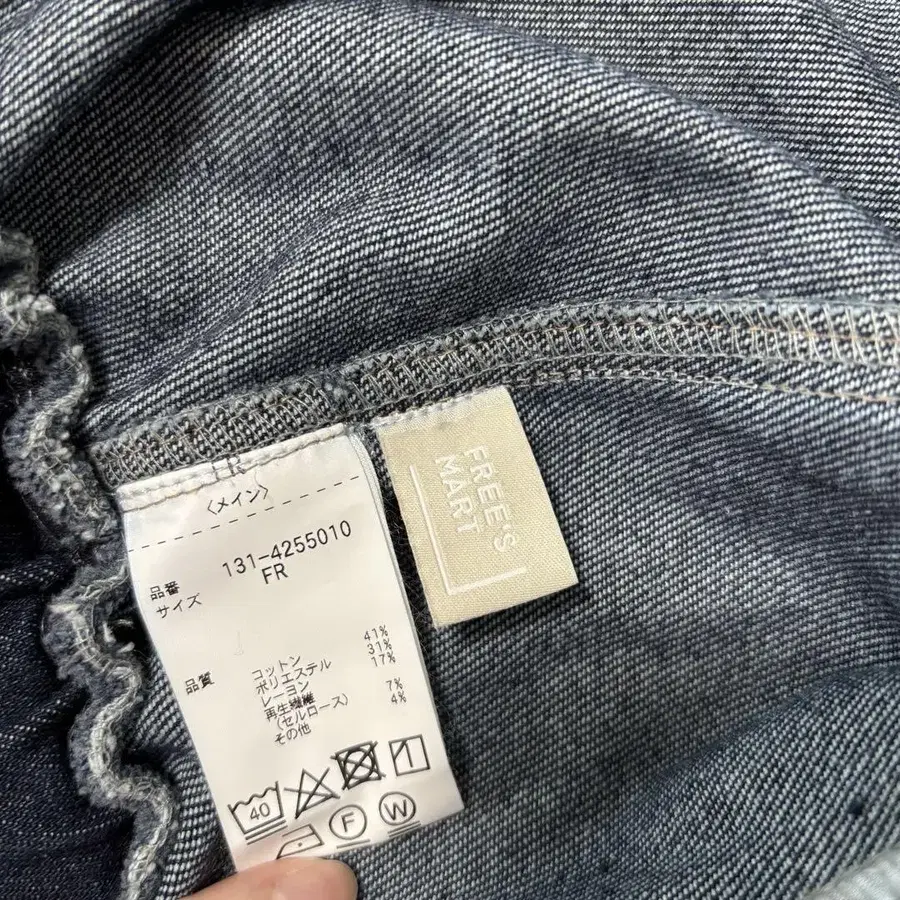 〈メイン〉
品番 131-4255010
サイズ FR
品質 コットン 41%
ポリエステル 31%
レーヨン 17%
再生繊維
(セルロース) 7%
その他 4%
40
F
W
FREE'S
MART